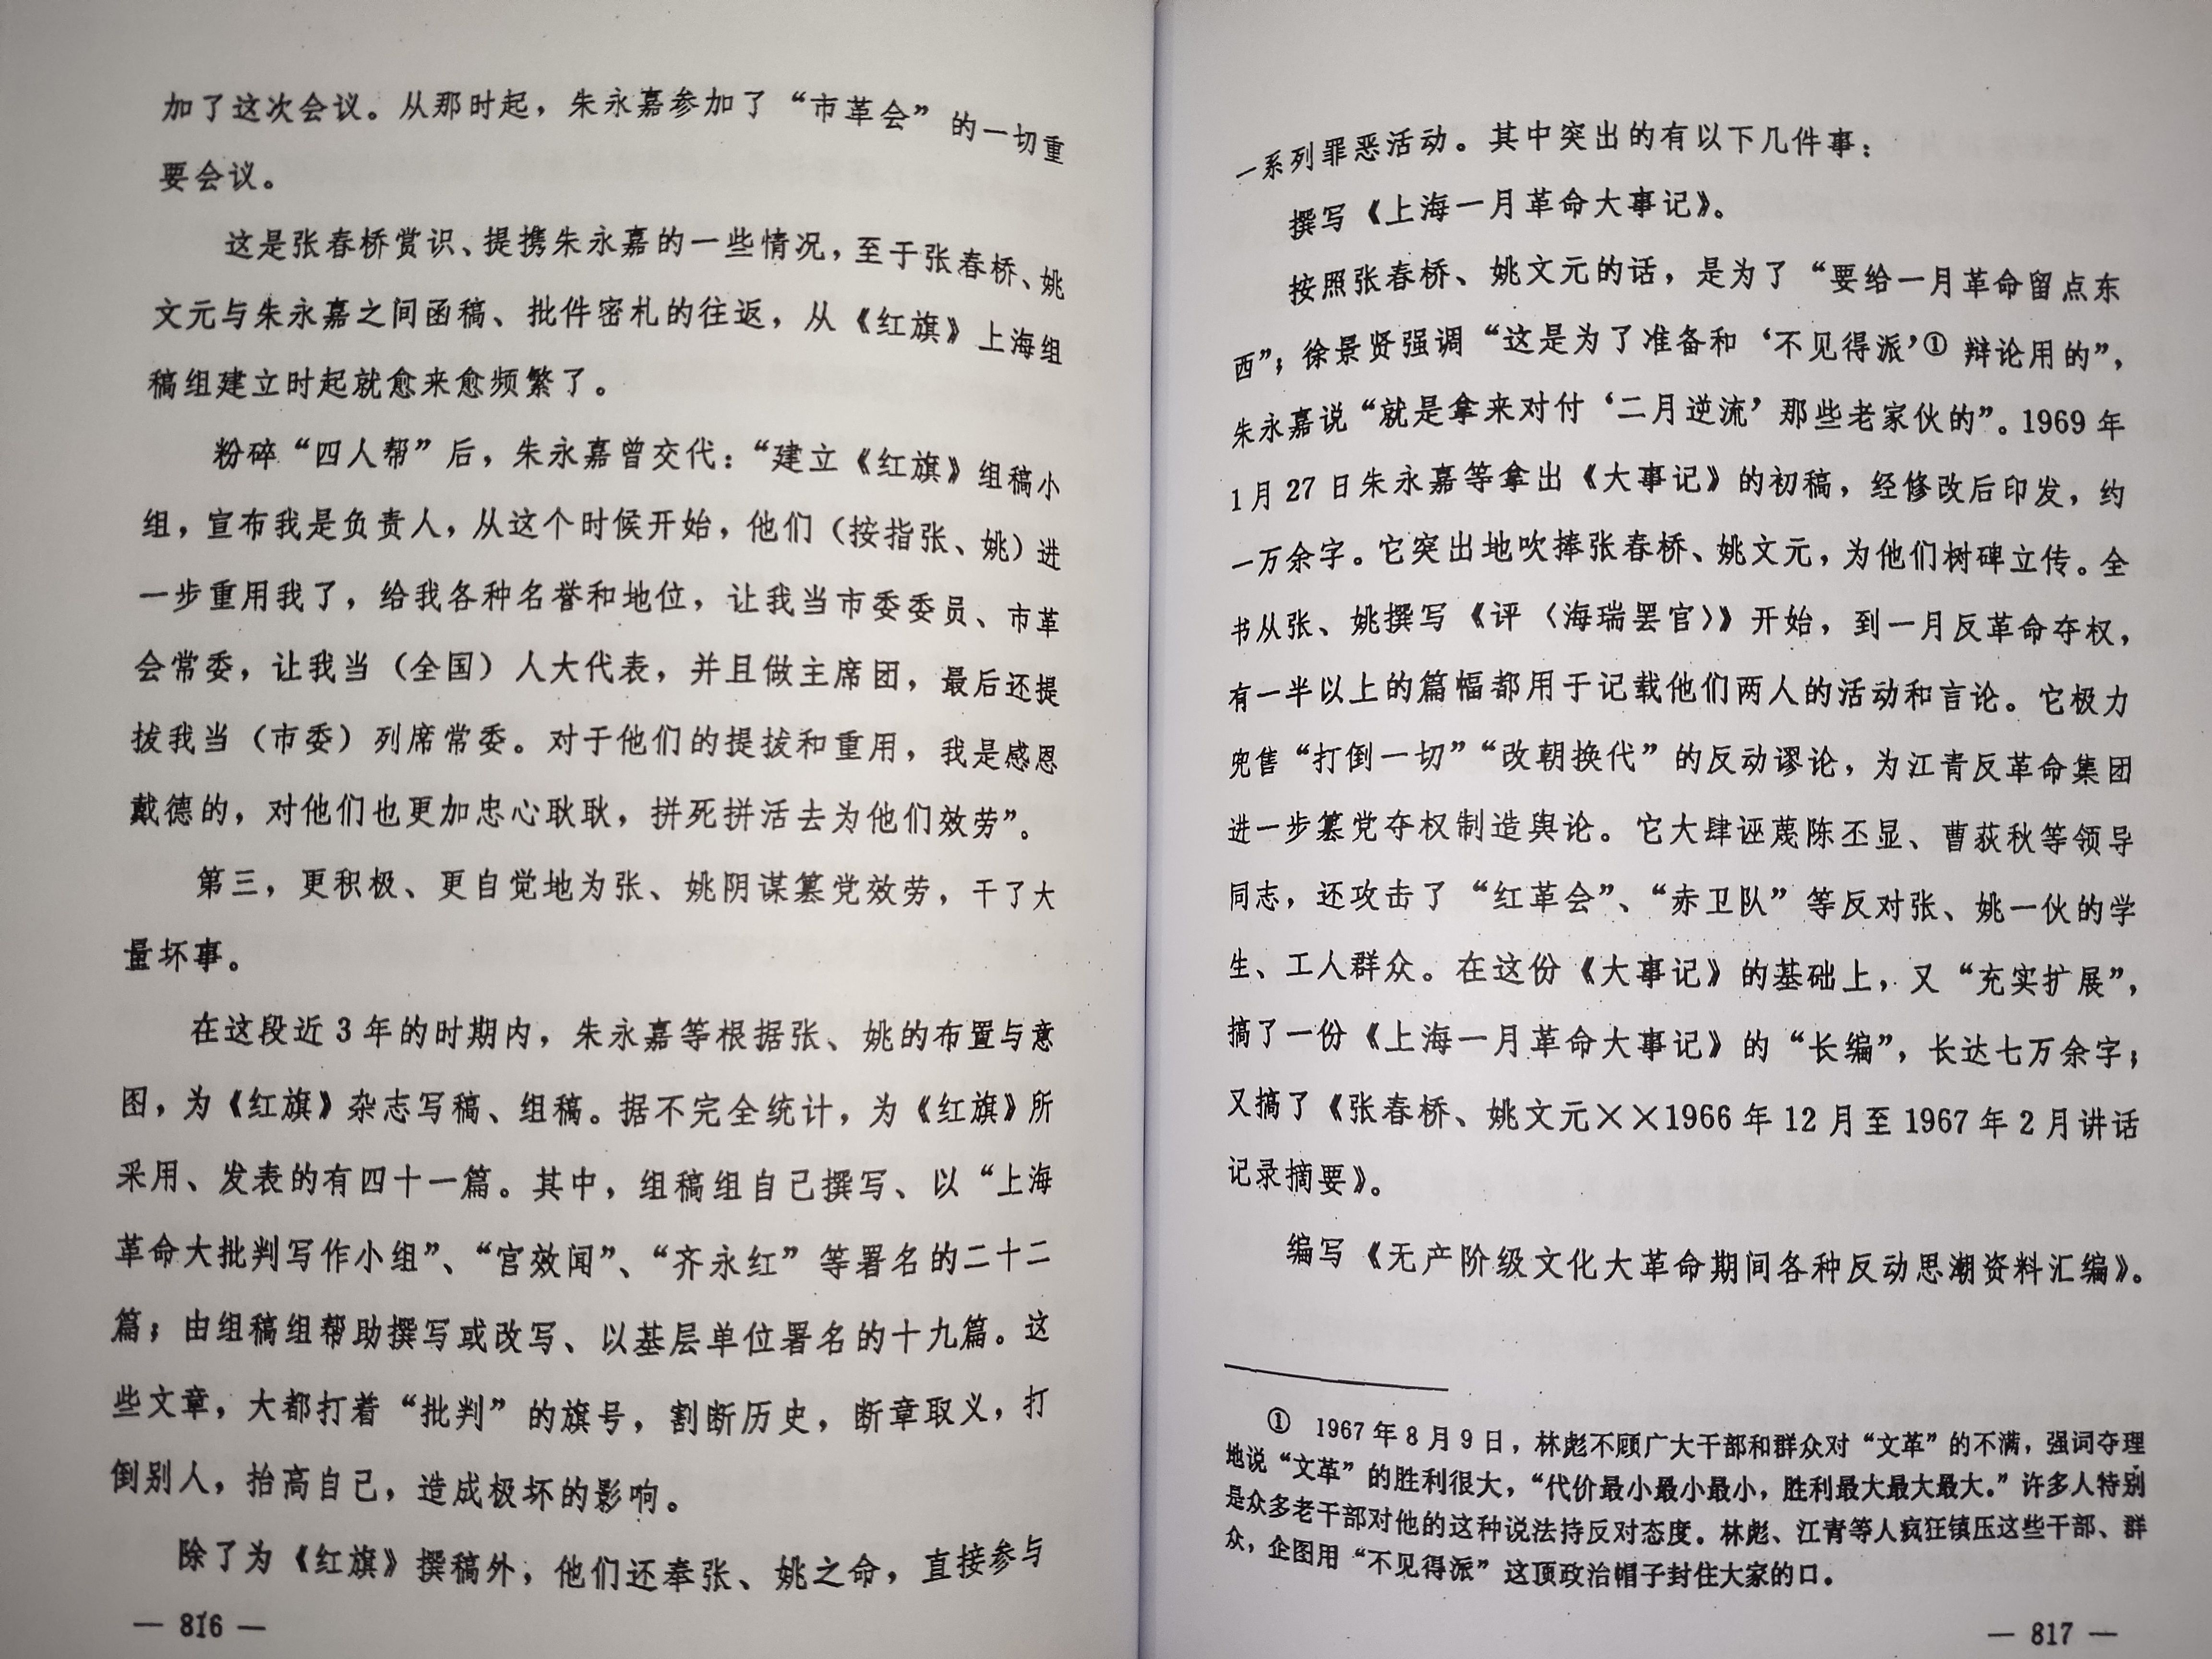 加了这次会议。从那时起，朱永嘉参加了“市革会”的一切重
要会议。
这是张春桥赏识、提携朱永嘉的一些情况，至于张春桥、姚
文元与朱永嘉之间函稿、批件密札的往返，从《红旗》上海组
稿组建立时起就愈来愈频繁了。
粉碎“四人帮”后，朱永嘉曾交代：“建立《红旗》组稿小
组，宣布我是负责人，从这个时候开始，他们（按指张、姚）进
一步重用我了，给我各种名誉和地位，让我当市委委员、市革
会常委，让我当（全国）人大代表，并且做主席团，最后还提
拔我当（市委）列席常委。对于他们的提拔和重用，我是感恩
戴德的，对他们也更加忠心耿耿，拼死拼活去为他们效劳”。
第三，更积极、更自觉地为张、姚阴谋篡党效劳，干了大
量坏事。
在这段近3年的时期内，朱永嘉等根据张、姚的布置与意
图，为《红旗》杂志写稿、组稿。据不完全统计，为《红旗》所
采用、发表的有四十一篇。其中，组稿组自己撰写、以“上海
革命大批判写作小组”、“宫效闻”、“齐永红”等署名的二十二
篇；由组稿组帮助撰写或改写、以基层单位署名的十九篇。这
些文章，大都打着“批判”的旗号，割断历史，断章取义，打
倒别人，抬高自己，造成极坏的影响。
除了为《红旗》撰稿外，他们还奉张、姚之命，直接参与
— 816 —
一系列罪恶活动。其中突出的有以下几件事：
撰写《上海一月革命大事记》。
按照张春桥、姚文元的话，是为了“要给一月革命留点东
西”；徐景贤强调“这是为了准备和‘不见得派’①辩论用的”，
朱永嘉说“就是拿来对付‘二月逆流’那些老家伙的”。1969年
1月27日朱永嘉等拿出《大事记》的初稿，经修改后印发，约
一万余字。它突出地吹捧张春桥、姚文元，为他们树碑立传。全
书从张、姚撰写《评〈海瑞罢官〉》开始，到一月反革命夺权，
有一半以上的篇幅都用于记载他们两人的活动和言论。它极力
兜售“打倒一切”“改朝换代”的反动谬论，为江青反革命集团
进一步篡党夺权制造舆论。它大肆诬蔑陈丕显、曹荻秋等领导
同志，还攻击了“红革会”、“赤卫队”等反对张、姚一伙的学
生、工人群众。在这份《大事记》的基础上，又“充实扩展”，
搞了一份《上海一月革命大事记》的“长编”，长达七万余字；
又搞了《张春桥、姚文元××1966年12月至1967年2月讲话
记录摘要》。
编写《无产阶级文化大革命期间各种反动思潮资料汇编》。
① 1967年8月9日，林彪不顾广大干部和群众对“文革”的不满，强词夺理
地说“文革”的胜利很大，“代价最小最小最小，胜利最大最大最大。”许多人特别
是众多老干部对他的这种说法持反对态度。林彪、江青等人疯狂镇压这些干部、群
众，企图用“不见得派”这顶政治帽子封住大家的口。
— 817 —